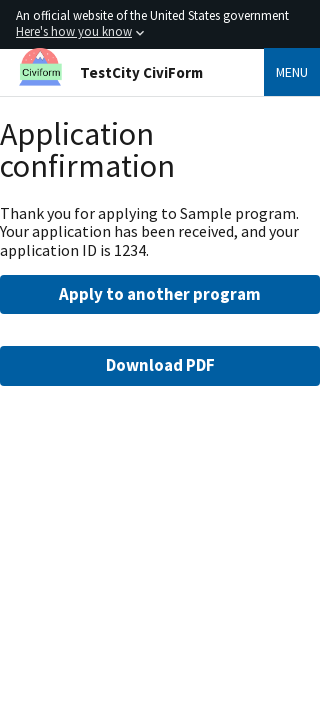 An official website of the United States government
Here's how you know
Civiform
TestCity CiviForm
MENU
Application
confirmation
Thank you for applying to Sample program.
Your application has been received, and your
application ID is 1234.
Apply to another program
Download PDF